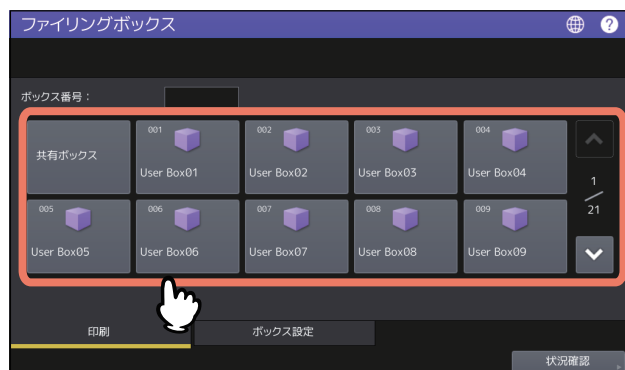 ファイリングボックス
?
ボックス番号：
共有ボックス
001
User Box01
002
User Box02
003
User Box03
004
User Box04
1
21
005
User Box05
006
User Box06
007
User Box07
008
User Box08
009
User Box09
印刷
ボックス設定
状況確認